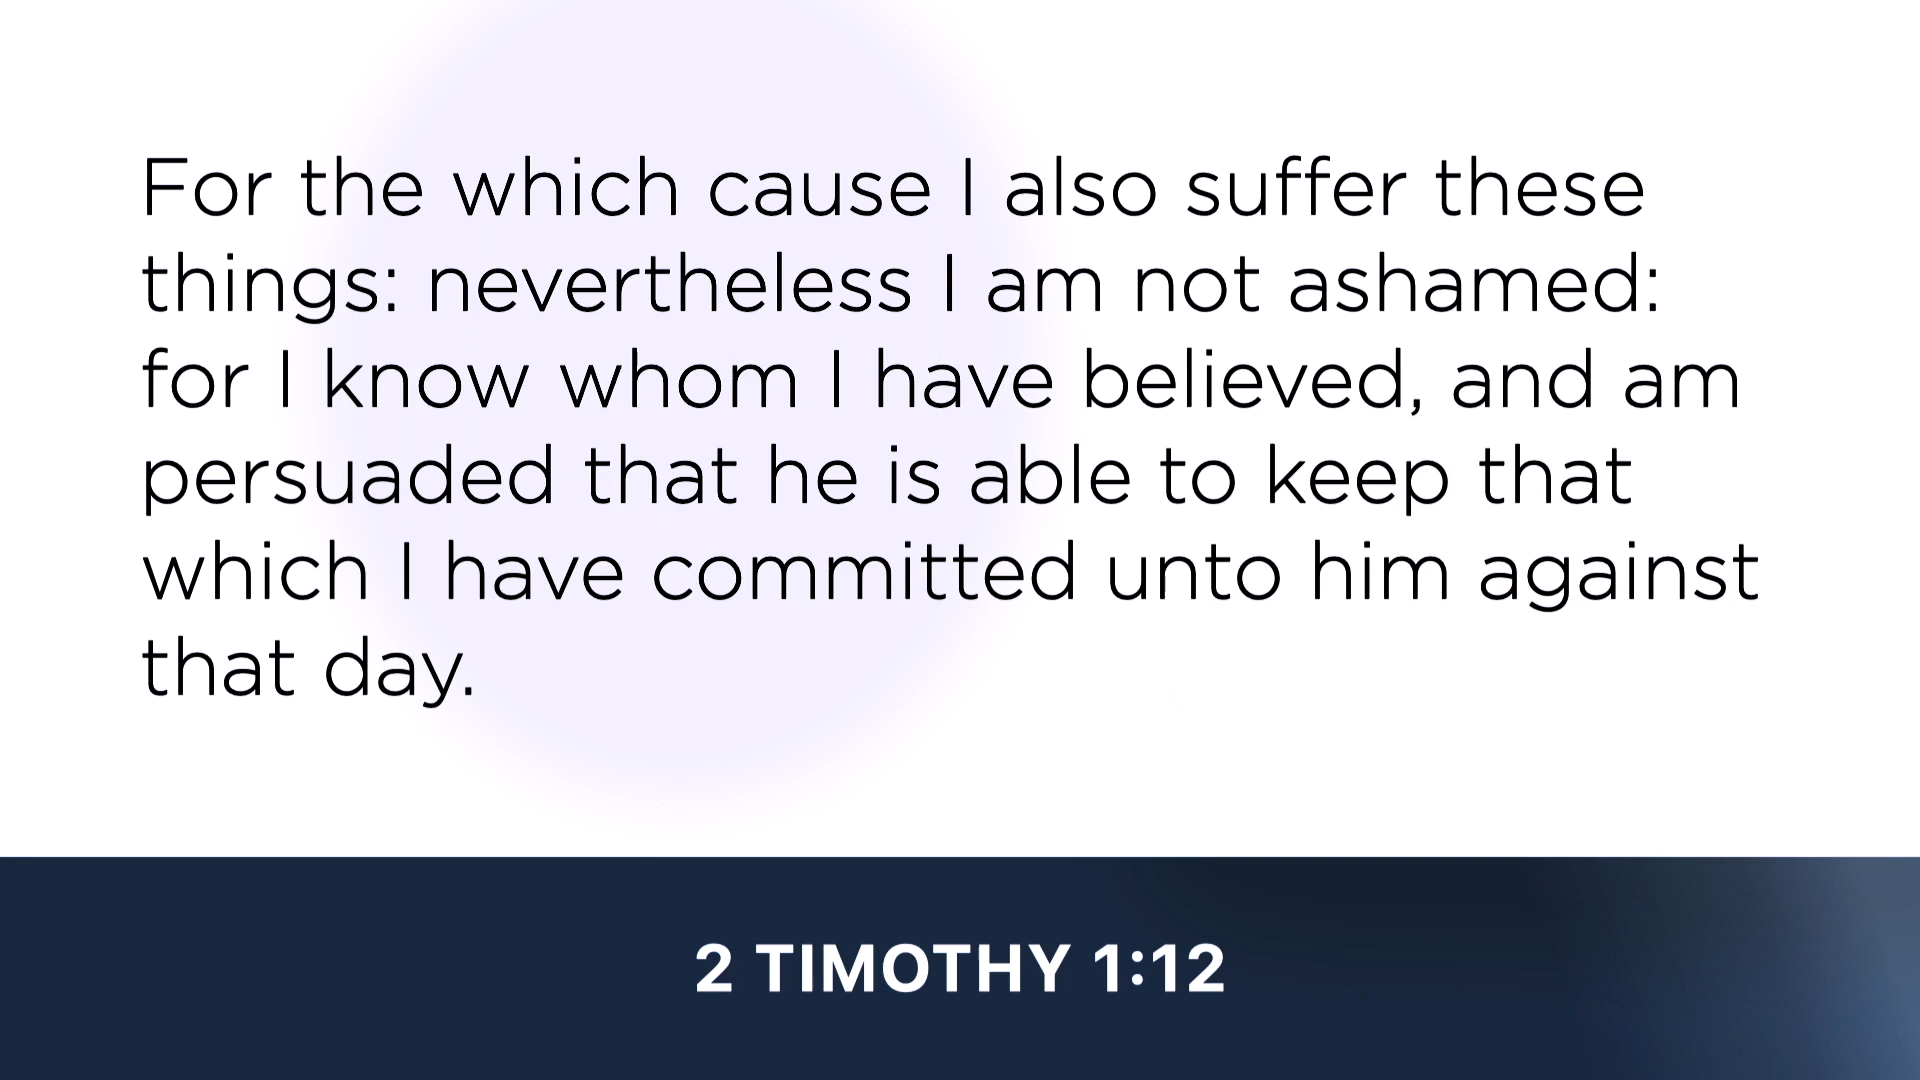 For the which cause I also suffer these
things: nevertheless I am not ashamed:
for I know whom I have believed, and am
persuaded that he is able to keep that
which I have committed unto him against
that day.
2 TIMOTHY 1:12